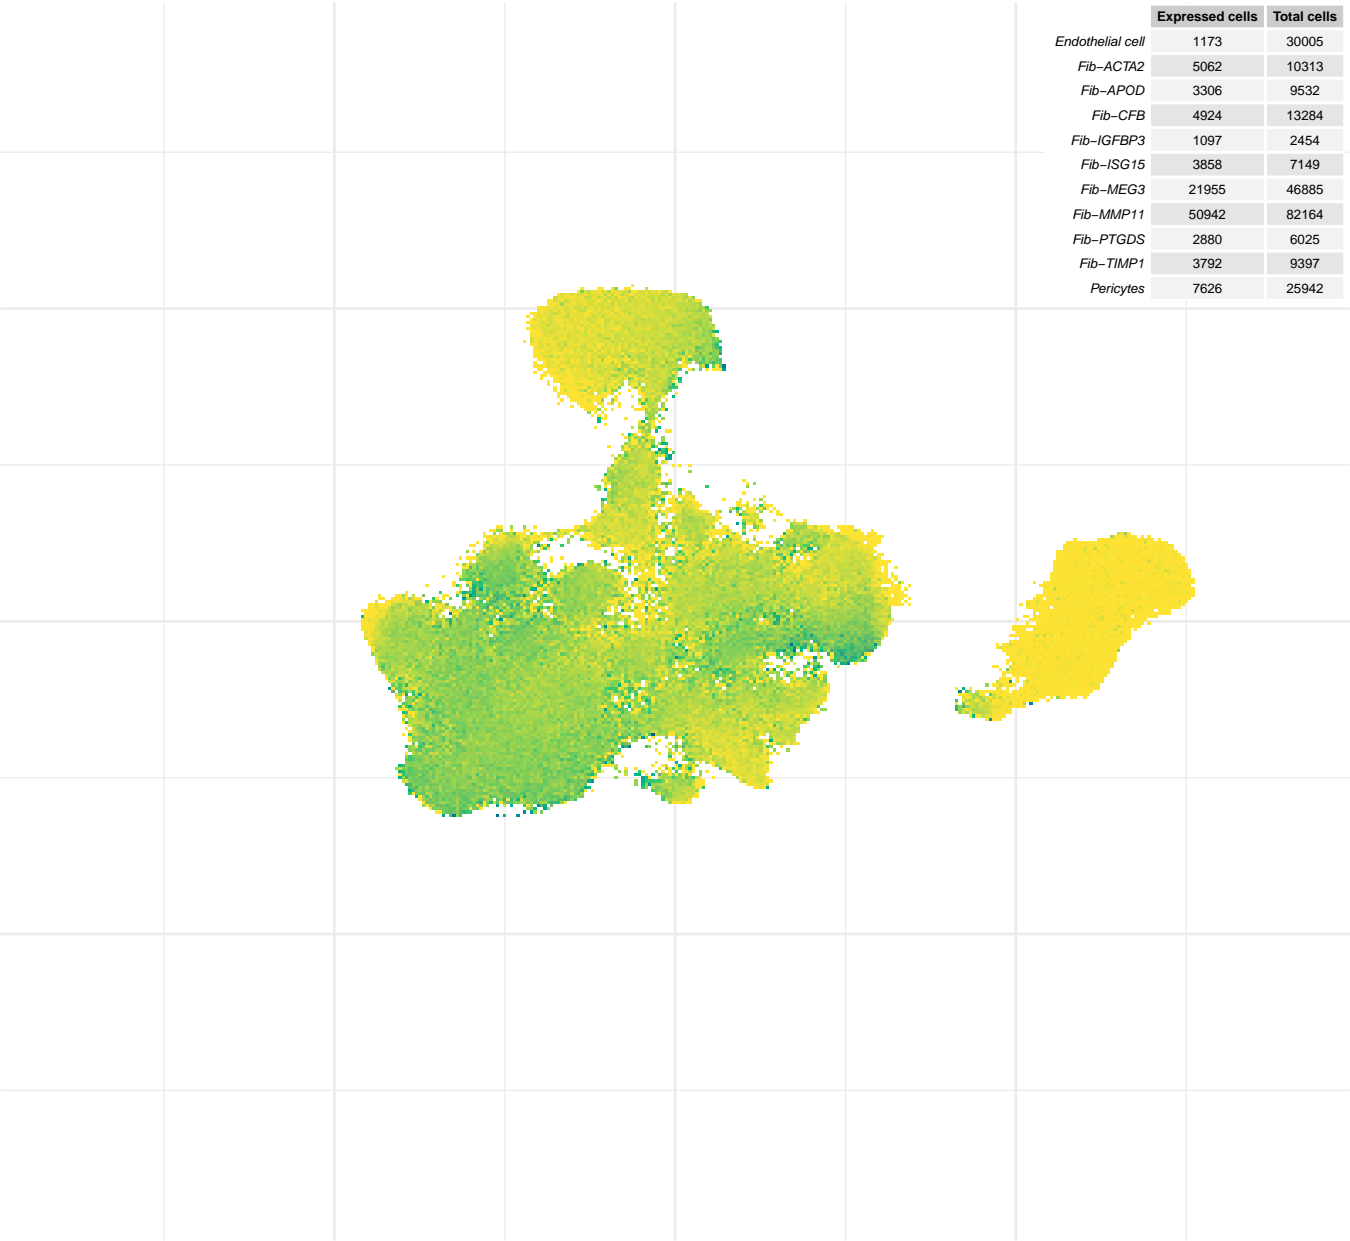 Expressed cells Total cells
Endothelial cell 1173 30005
Fib−ACTA2 5062 10313
Fib−APOD 3306 9532
Fib−CFB 4924 13284
Fib−IGFBP3 1097 2454
Fib−ISG15 3858 7149
Fib−MEG3 21955 46885
Fib−MMP11 50942 82164
Fib−PTGDS 2880 6025
Fib−TIMP1 3792 9397
Pericytes 7626 25942